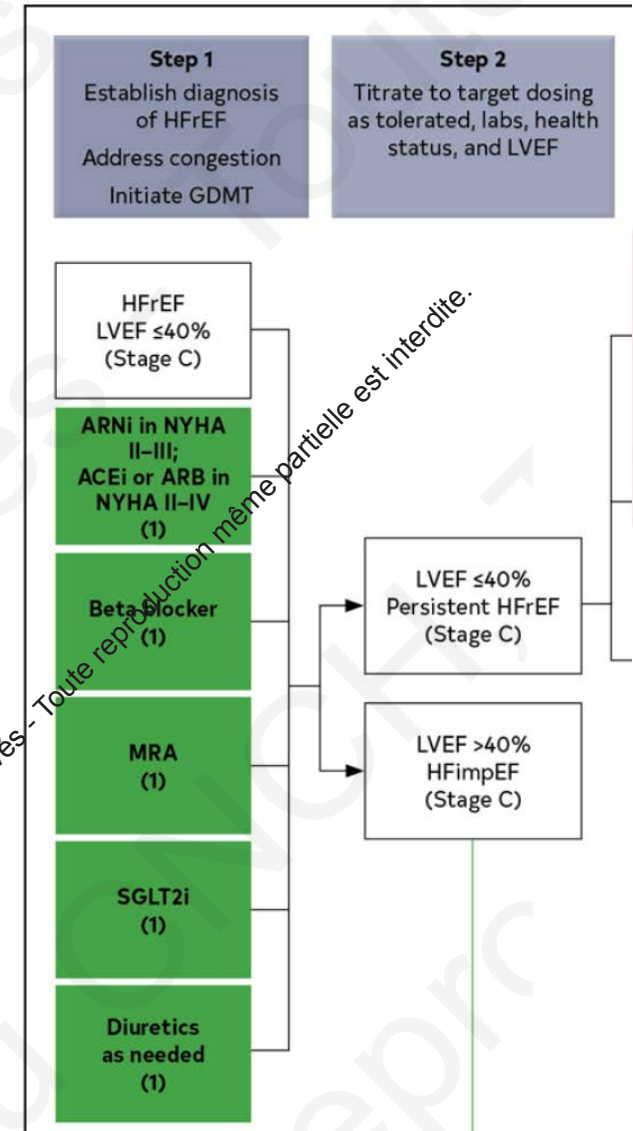 Step 1
Establish diagnosis
of HFrEF
Address congestion
Initiate GDMT
Step 2
Titrate to target dosing
as tolerated, labs, health
status, and LVEF
HFrEF
LVEF ≤40%
(Stage C)
ARNi in NYHA
II–III;
ACEi or ARB in
NYHA II–IV
(1)
Beta blocker
(1)
MRA
(1)
SGLT2i
(1)
Diuretics
as needed
(1)
LVEF ≤40%
Persistent HFrEF
(Stage C)
LVEF >40%
HFimpEF
(Stage C)
- Toute reproduction même partielle est interdite.
CNCH